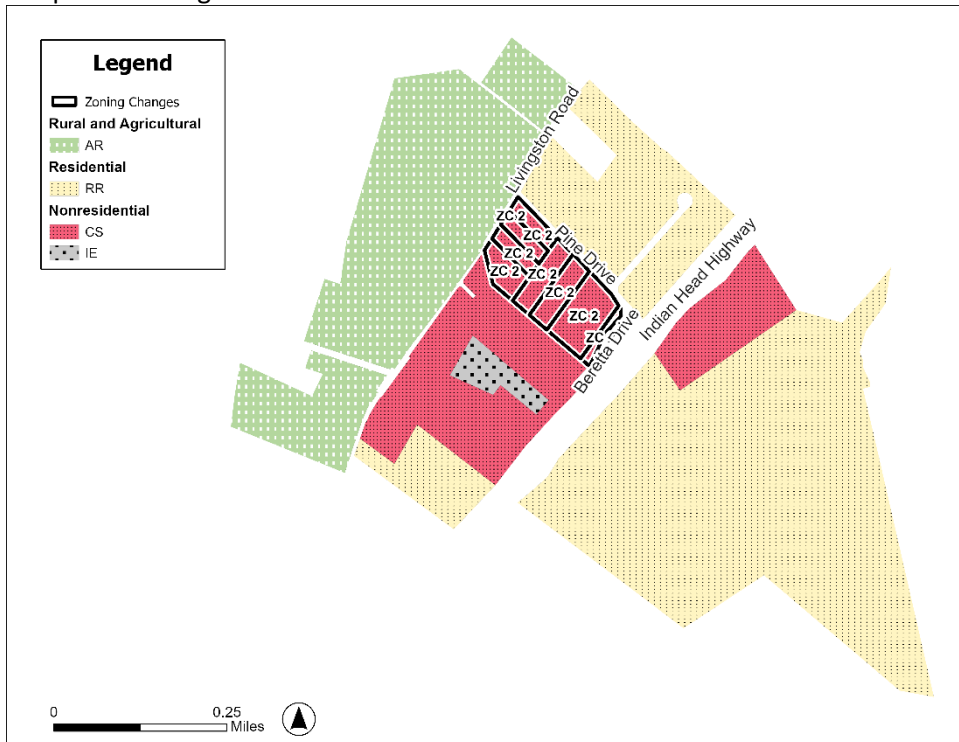 Legend
Zoning Changes
Rural and Agricultural
AR
Residential
RR
Nonresidential
CS
IE
Livingston Road
Pine Drive
Indian Head Highway
Beretta Drive
ZC 2
ZC 2
ZC 2
ZC 2
ZC 2
ZC 2
ZC 2
ZC
0 0.25
Miles